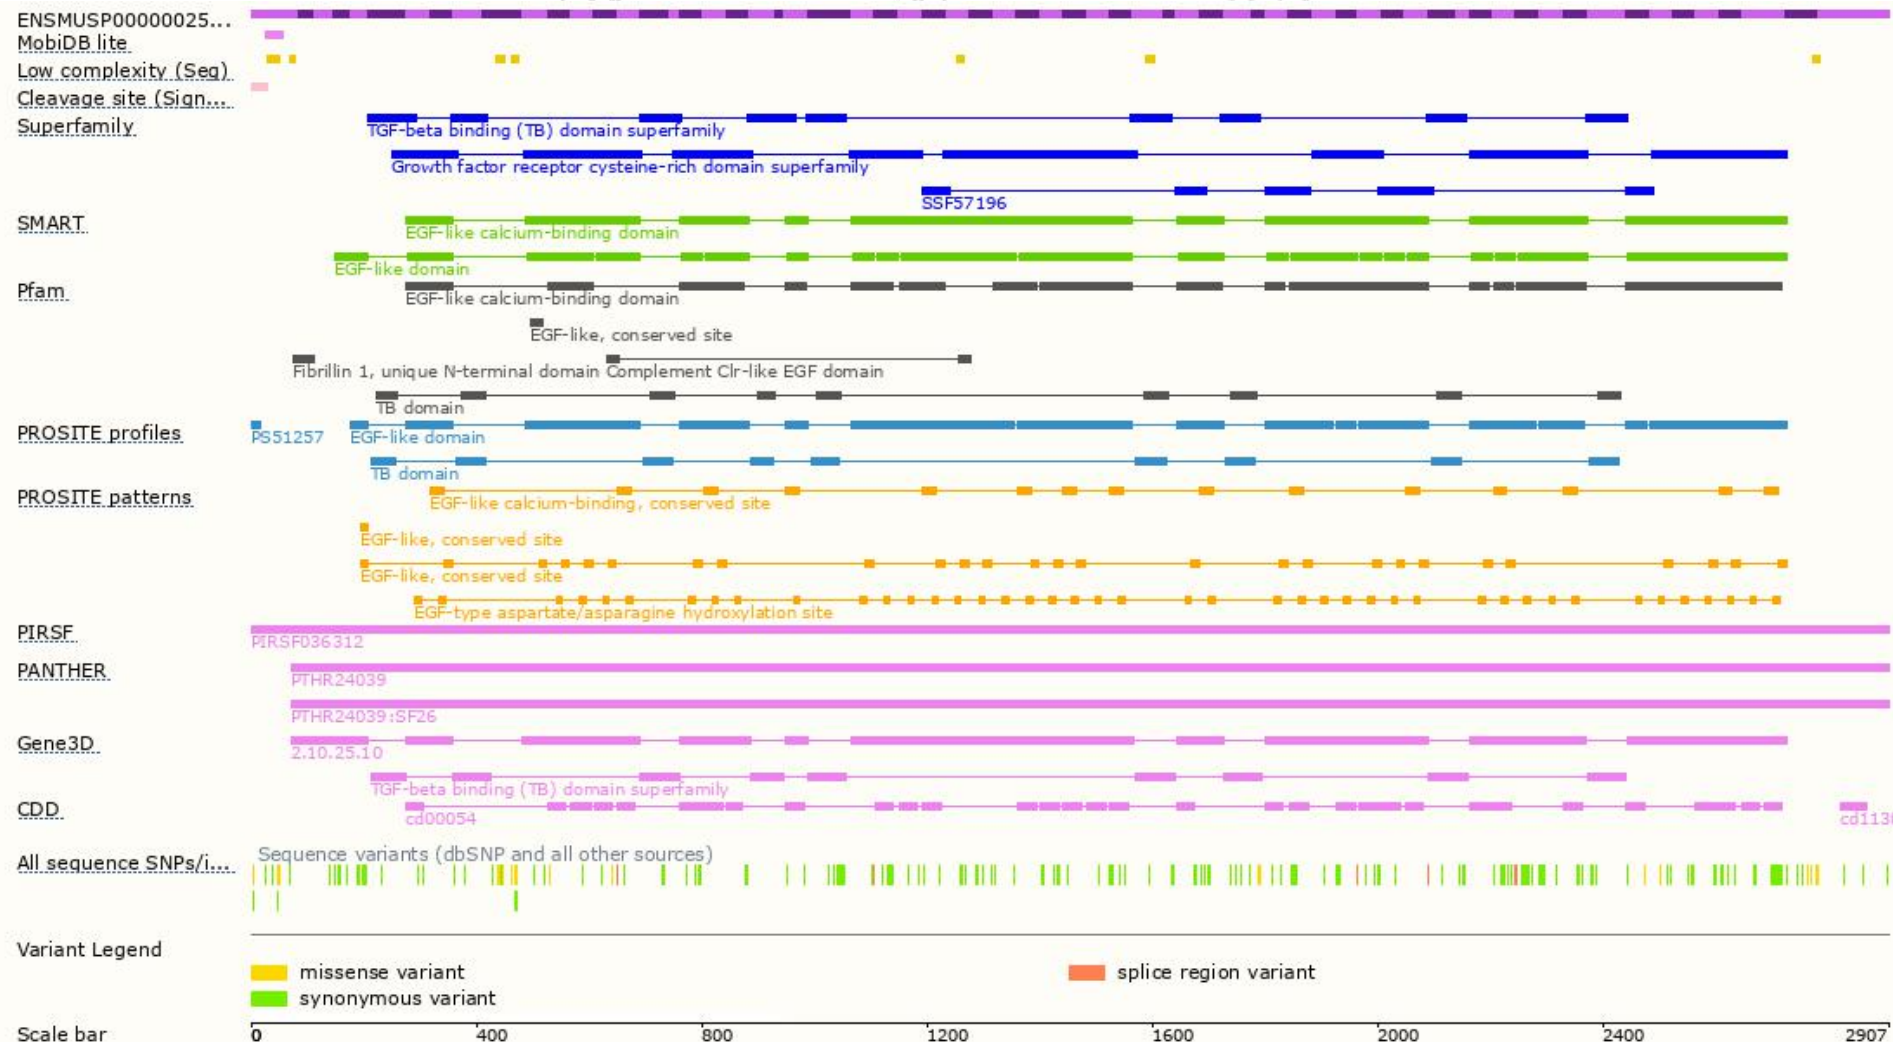 ENSMUSP00000025...
MobiDB lite
Low complexity (Seg)
Cleavage site (Sign...
Superfamily
TGF-beta binding (TB) domain superfamily
Growth factor receptor cysteine-rich domain superfamily
SSF57196
SMART
EGF-like calcium-binding domain
EGF-like domain
Pfam
EGF-like calcium-binding domain
EGF-like, conserved site
Fibrillin 1, unique N-terminal domain Complement Clr-like EGF domain
TB domain
PROSITE profiles
PS51257 EGF-like domain
TB domain
PROSITE patterns
EGF-like calcium-binding, conserved site
EGF-like, conserved site
EGF-like, conserved site
EGF-type aspartate/asparagine hydroxylation site
PIRSF
PIRSF036312
PANTHER
PTHR24039
PTHR24039:SF26
Gene3D
2.10.25.10
TGF-beta binding (TB) domain superfamily
CDD
cd00054
All sequence SNPs/i...
Sequence variants (dbSNP and all other sources)
Variant Legend
missense variant splice region variant
synonymous variant
Scale bar 0 400 800 1200 1600 2000 2400 2907